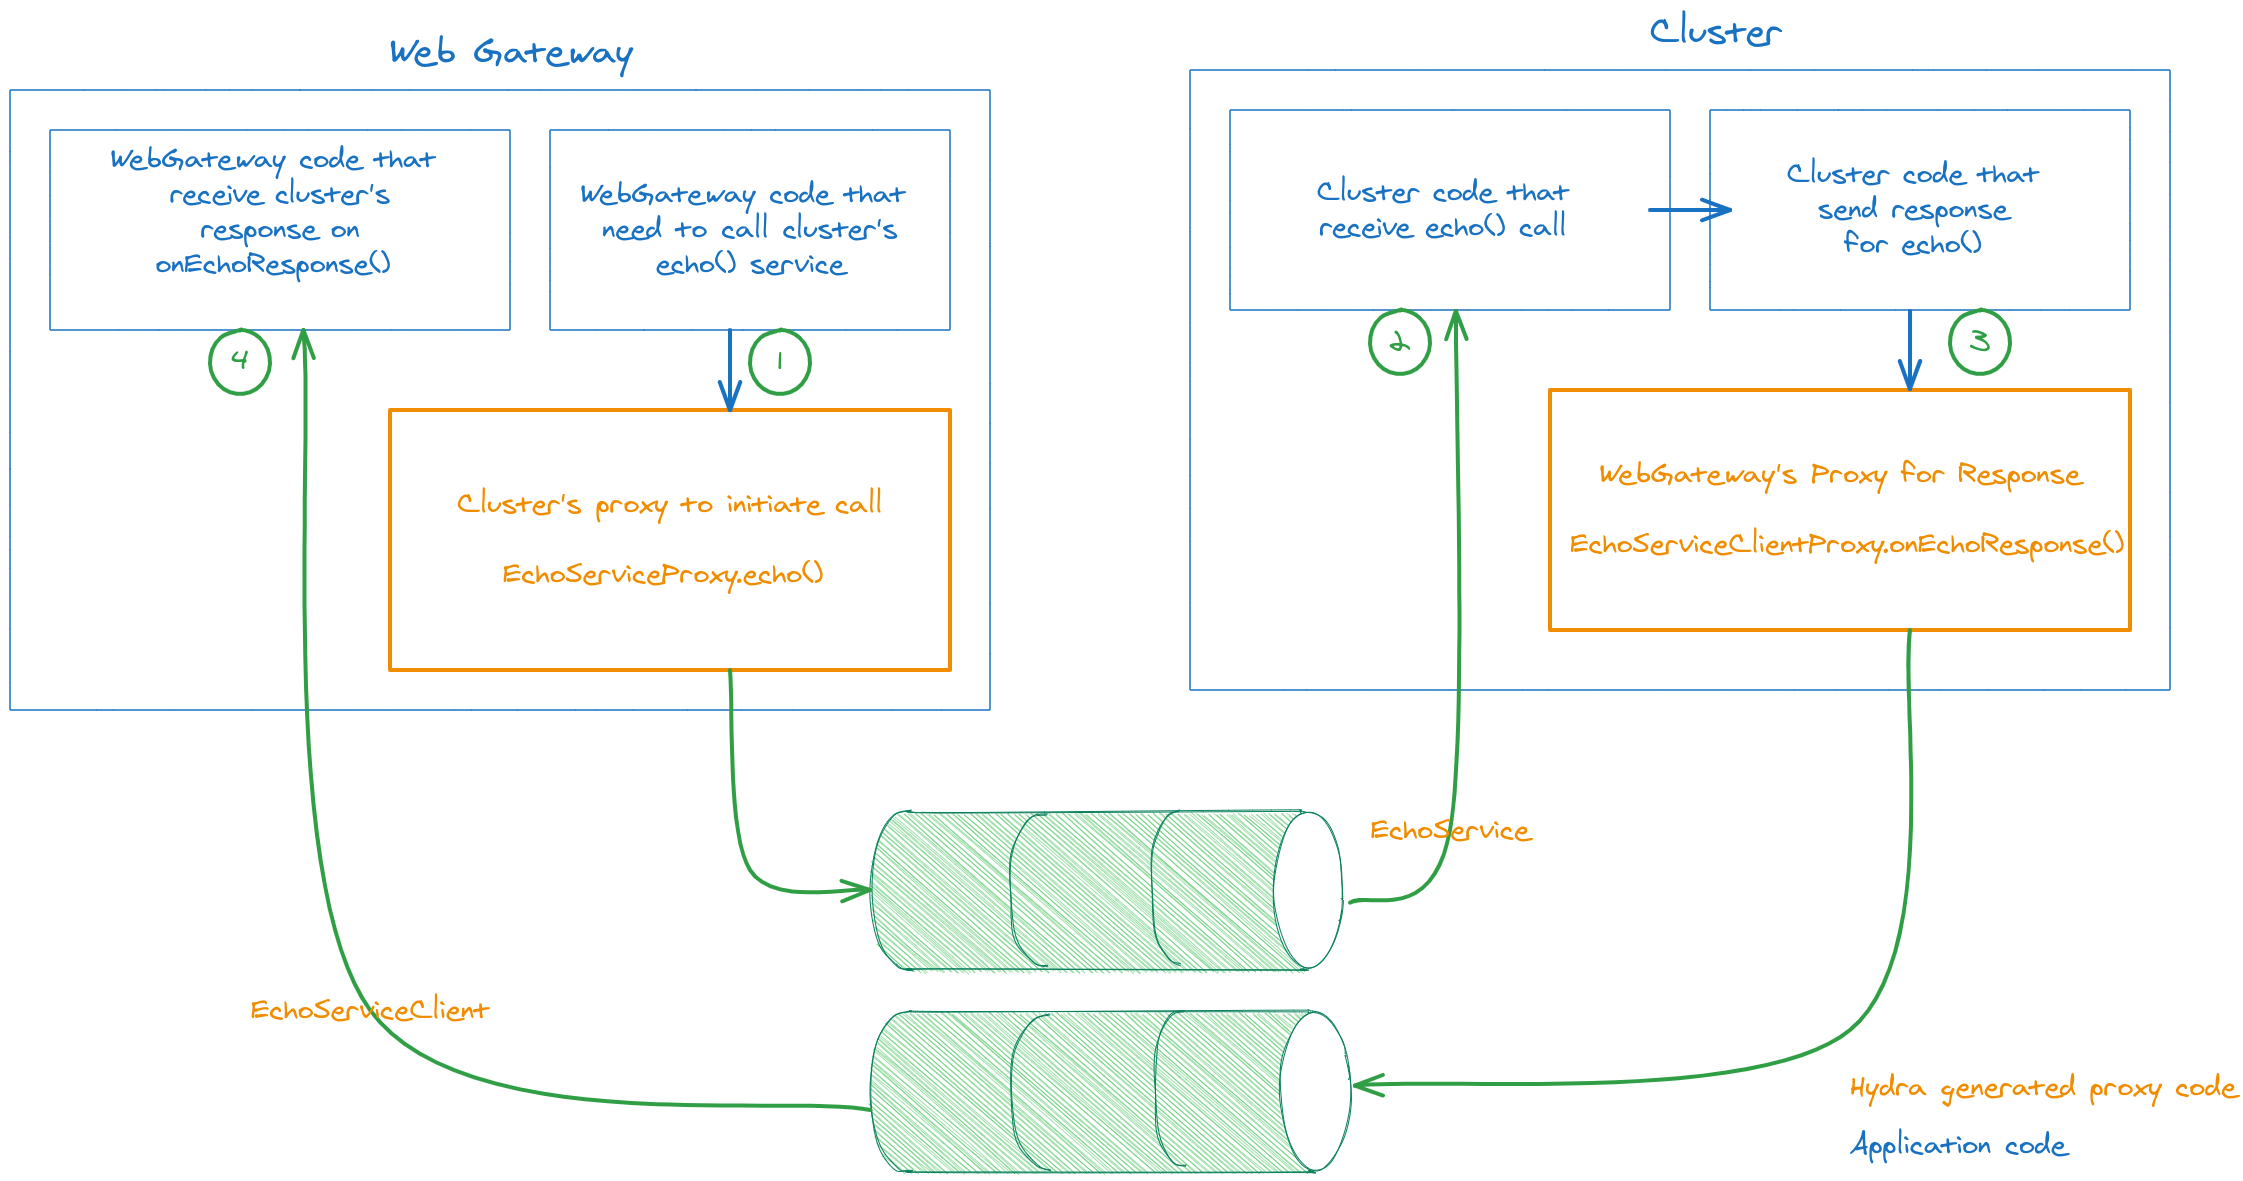 Web Gateway
WebGateway code that
receive cluster's
response on
onEchoResponse()
WebGateway code that
need to call cluster's
echo() service
4
1
Cluster's proxy to initiate call
EchoServiceProxy.echo()
Cluster
Cluster code that
receive echo() call
Cluster code that
send response
for echo()
2
3
WebGateway's Proxy for Response
EchoServiceClientProxy.onEchoResponse()
EchoService
EchoServiceClient
Hydra generated proxy code
Application code